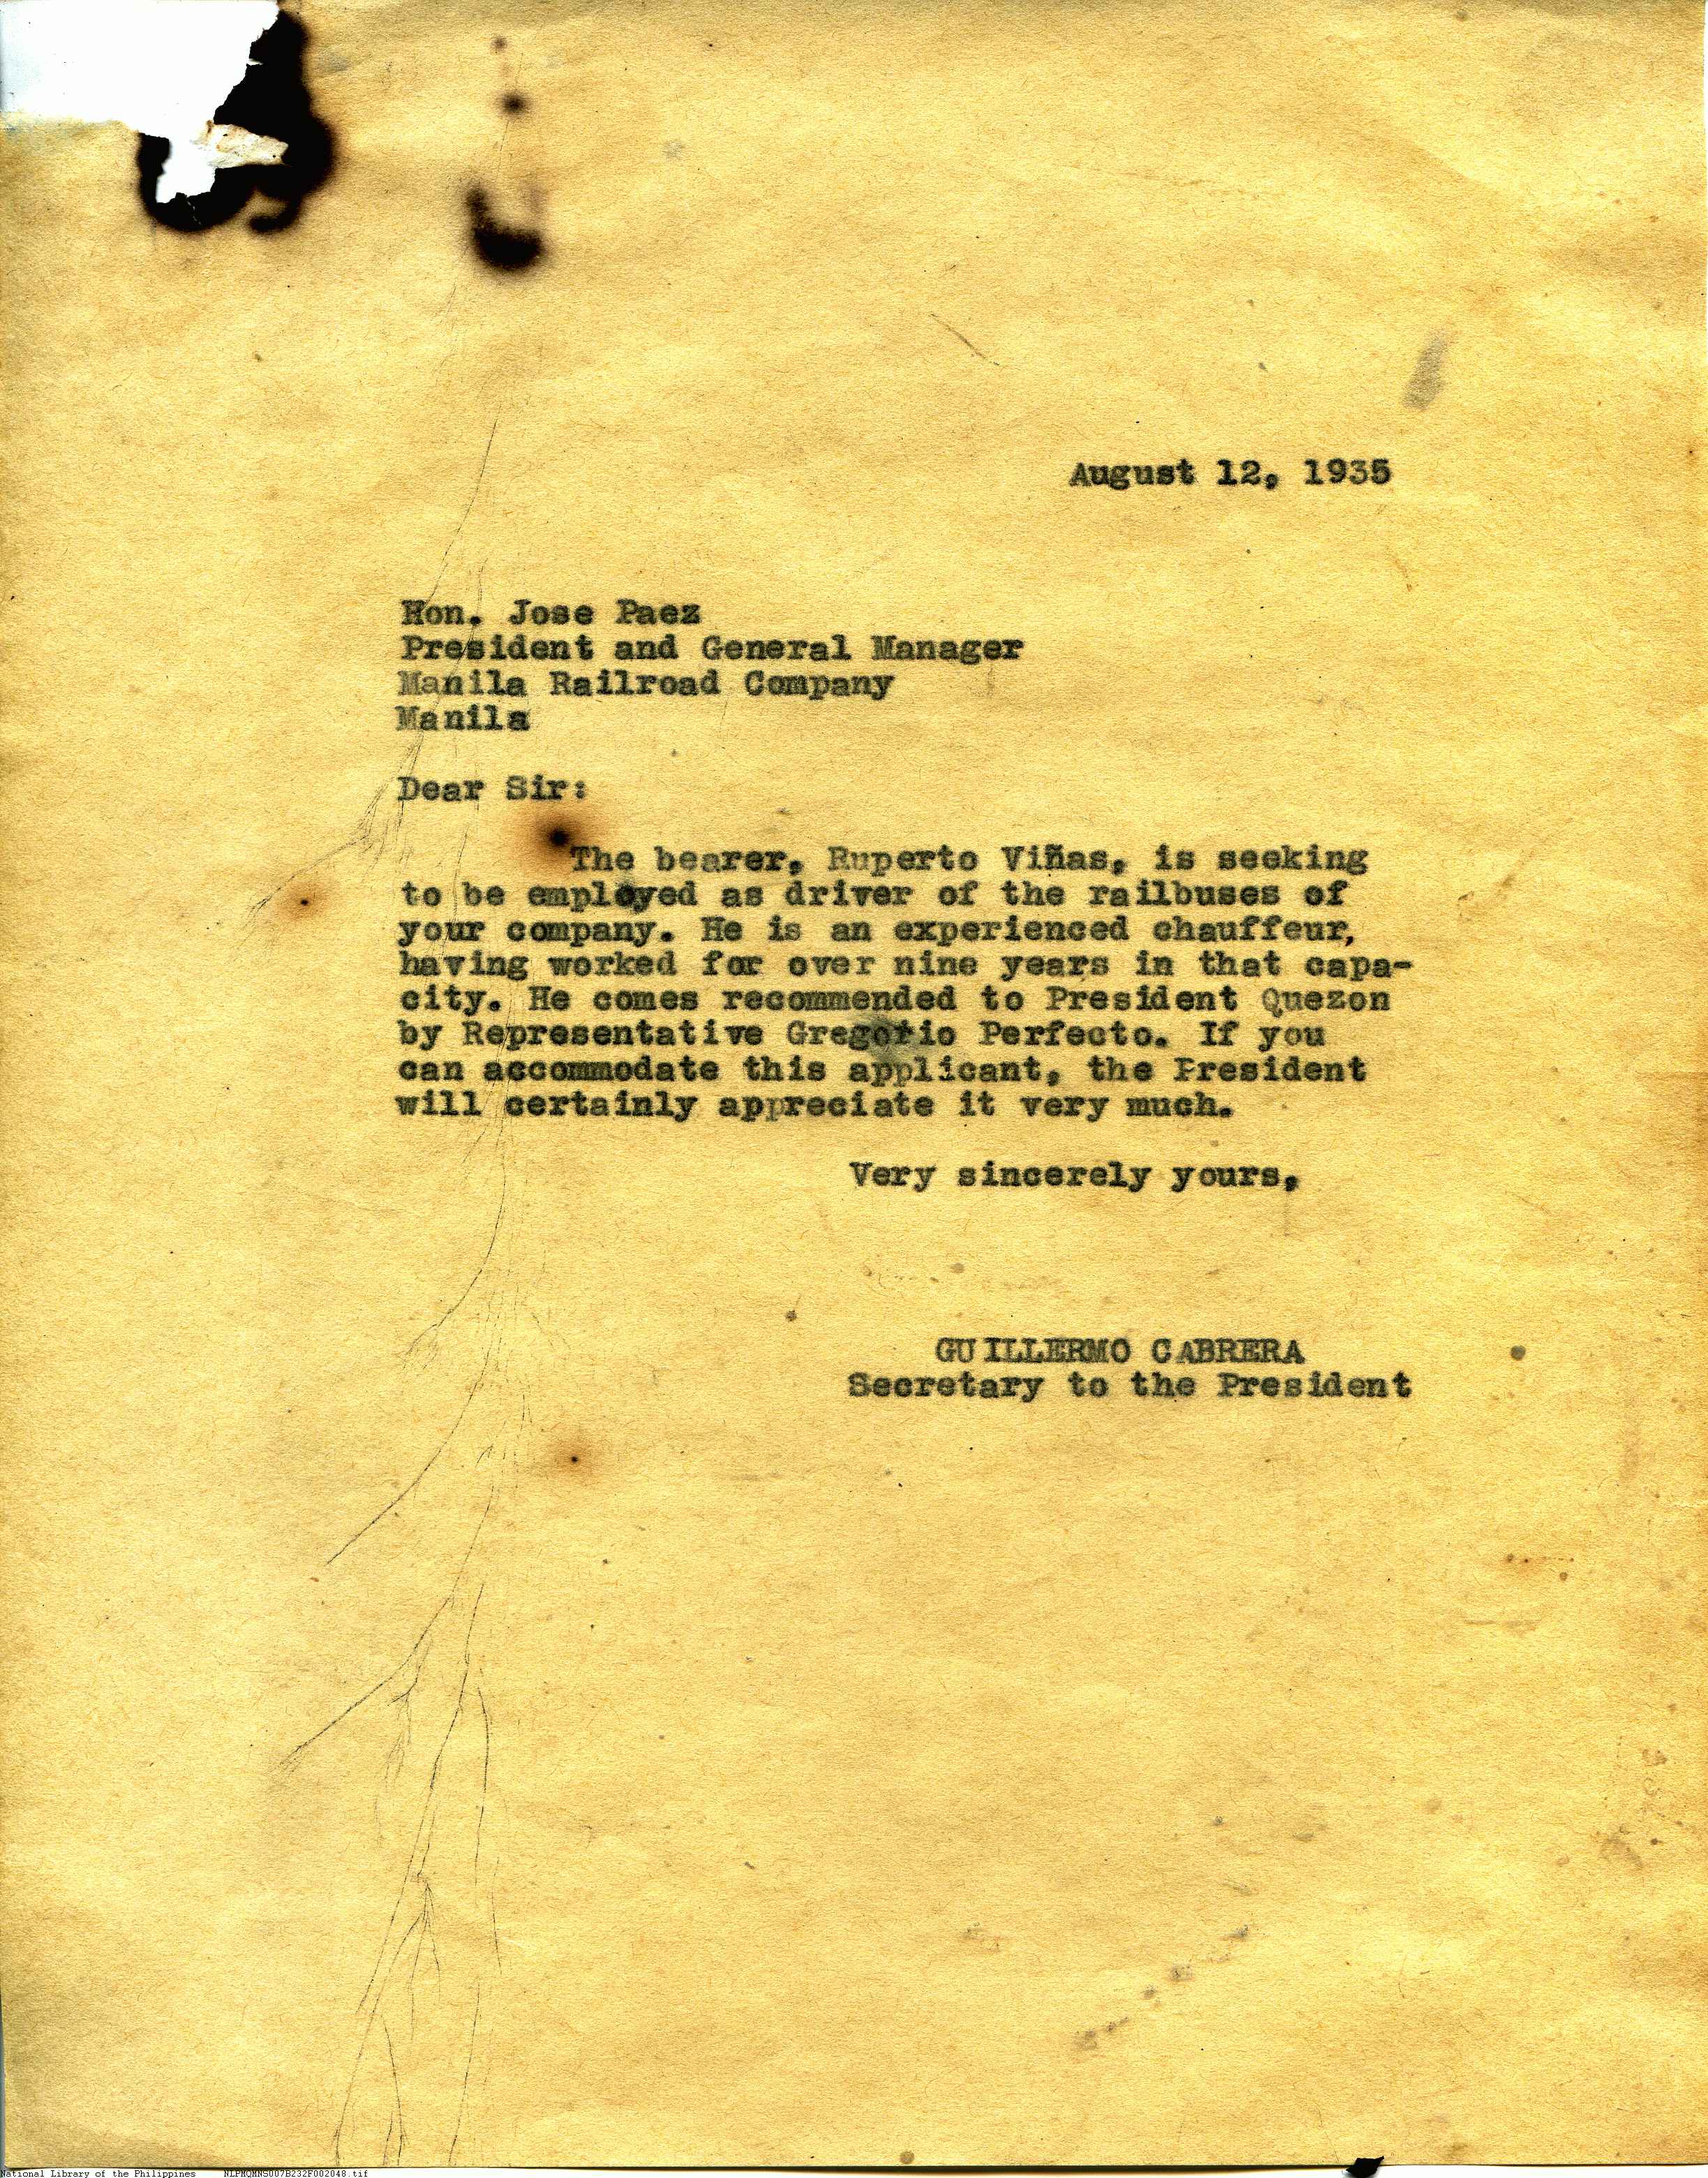 August 12, 1935
Hon. Jose Paez
President and General Manager
Manila Railroad Company
Manila
Dear Sir:
The bearer, Ruperto Viñas, is seeking
to be employed as driver of the railbuses of
your company. He is an experienced chauffeur,
having worked for over nine years in that capa-
city. He comes recommended to President Quezon
by Representative Gregorio Perfecto. If you
can accommodate this applicant, the President
will certainly appreciate it very much.
Very sincerely yours,
GUILLERMO CABRERA
Secretary to the President
National Library of the Philippines NLPMQMNS007B232F002048.tif